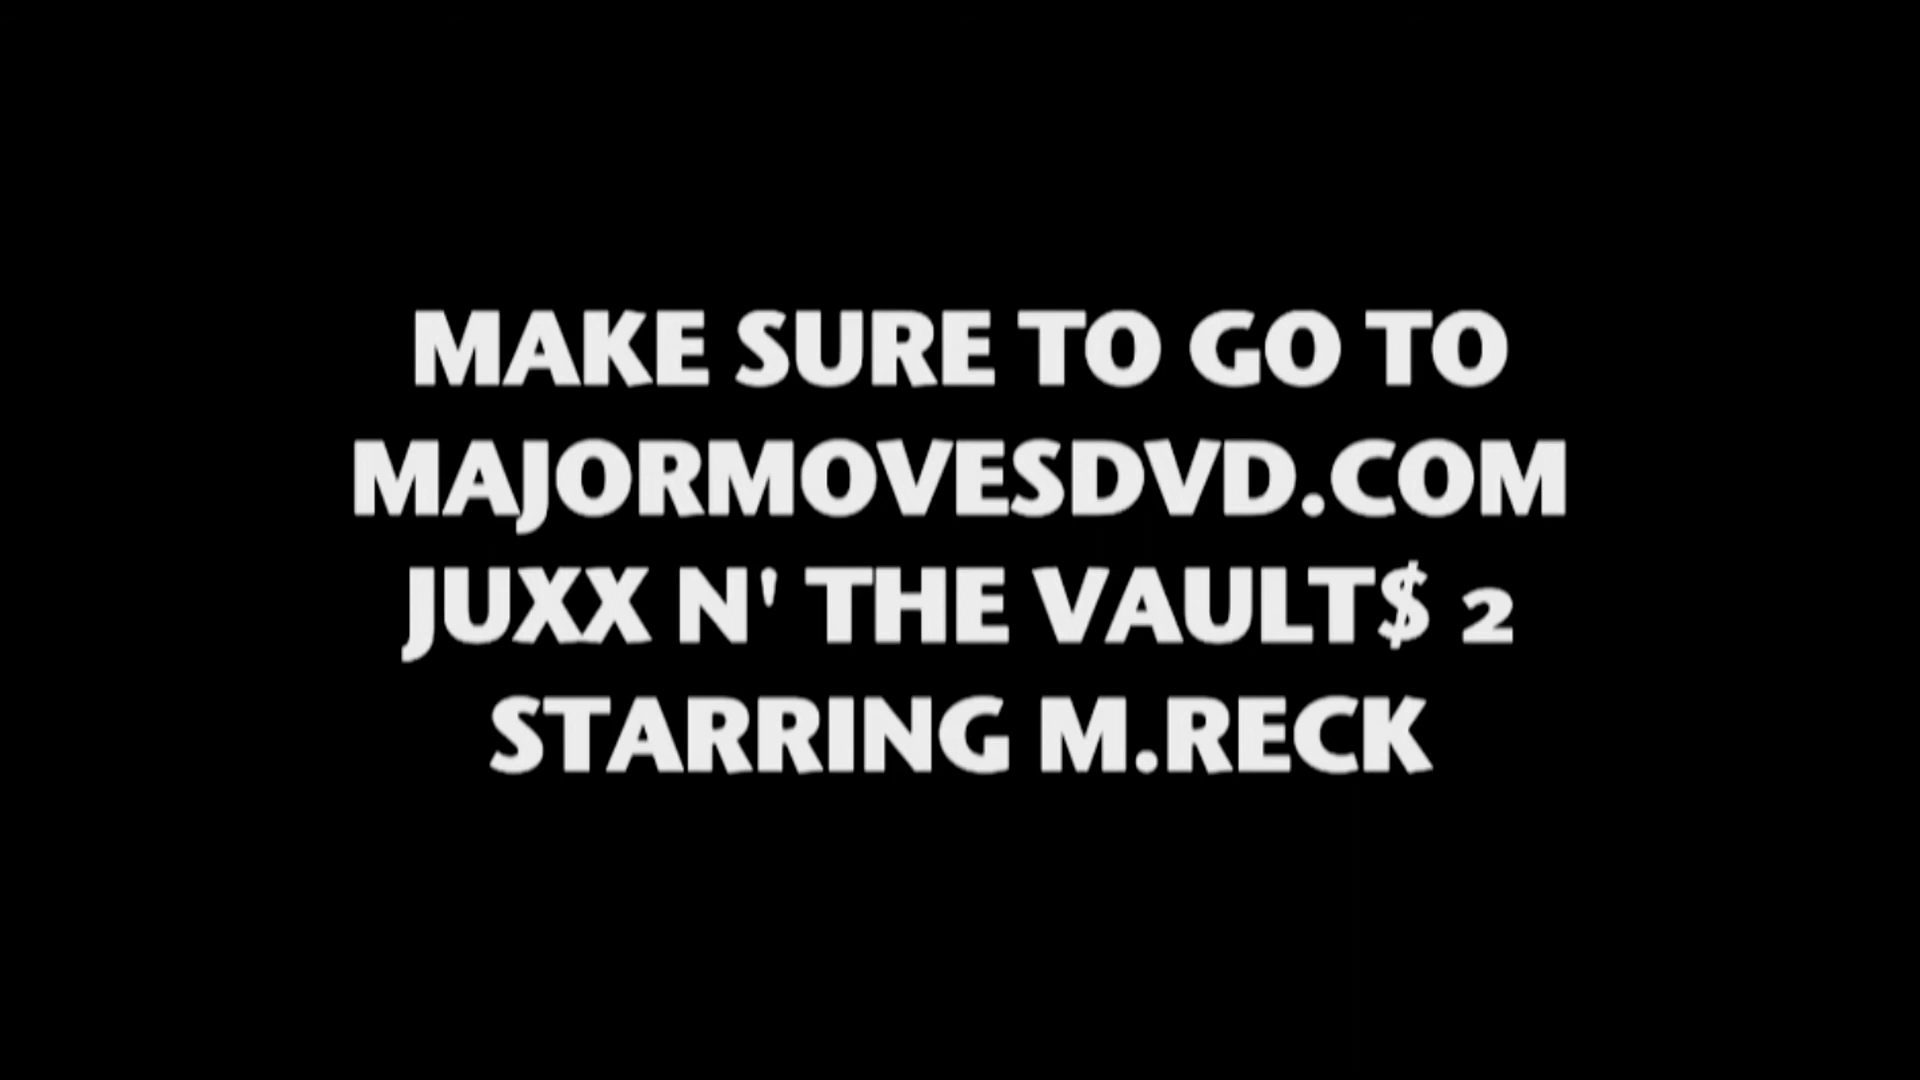 MAKE SURE TO GO TO
MAJORMOVESDVD.COM
JUXX N' THE VAULT$ 2
STARRING M.RECK